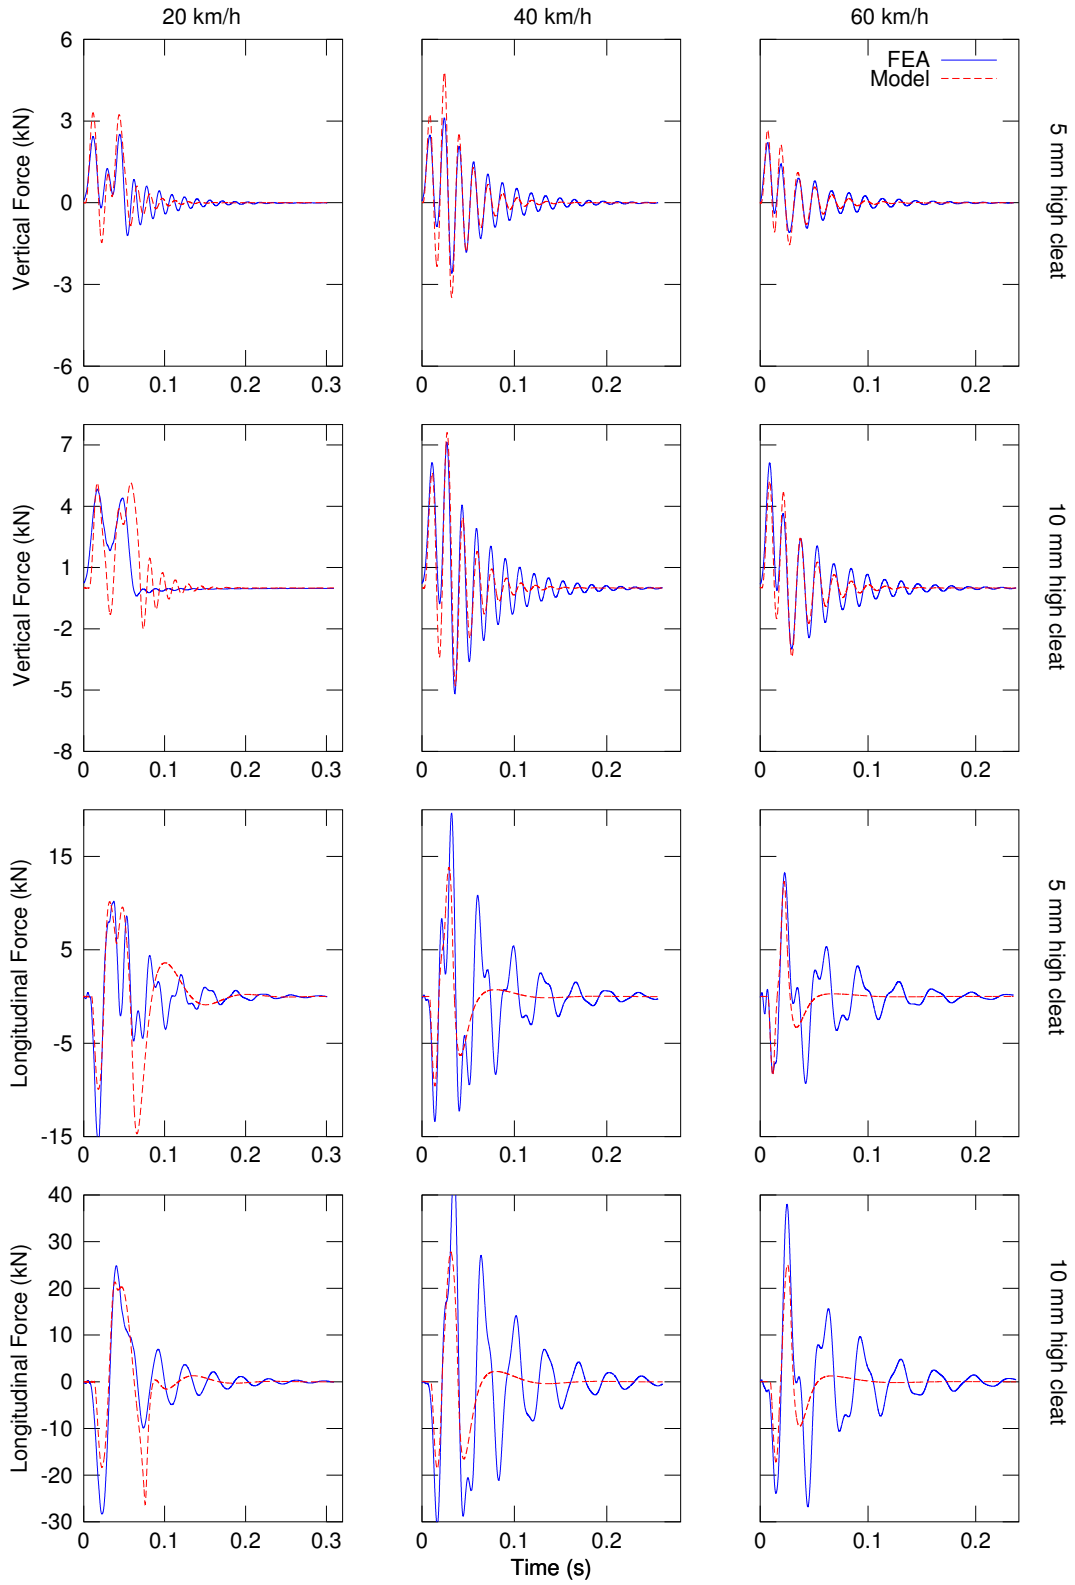 20 km/h 40 km/h 60 km/h
FEA
Model
Vertical Force (kN)
6
3
0
-3
-6
0 0.1 0.2 0.3
0 0.1 0.2
0 0.1 0.2
5 mm high cleat
Vertical Force (kN)
7
4
1
-2
-5
-8
0 0.1 0.2 0.3
0 0.1 0.2
0 0.1 0.2
10 mm high cleat
Longitudinal Force (kN)
15
5
-5
-15
0 0.1 0.2 0.3
0 0.1 0.2
0 0.1 0.2
5 mm high cleat
Longitudinal Force (kN)
40
30
20
10
0
-10
-20
-30
0 0.1 0.2 0.3
0 0.1 0.2
0 0.1 0.2
10 mm high cleat
Time (s)